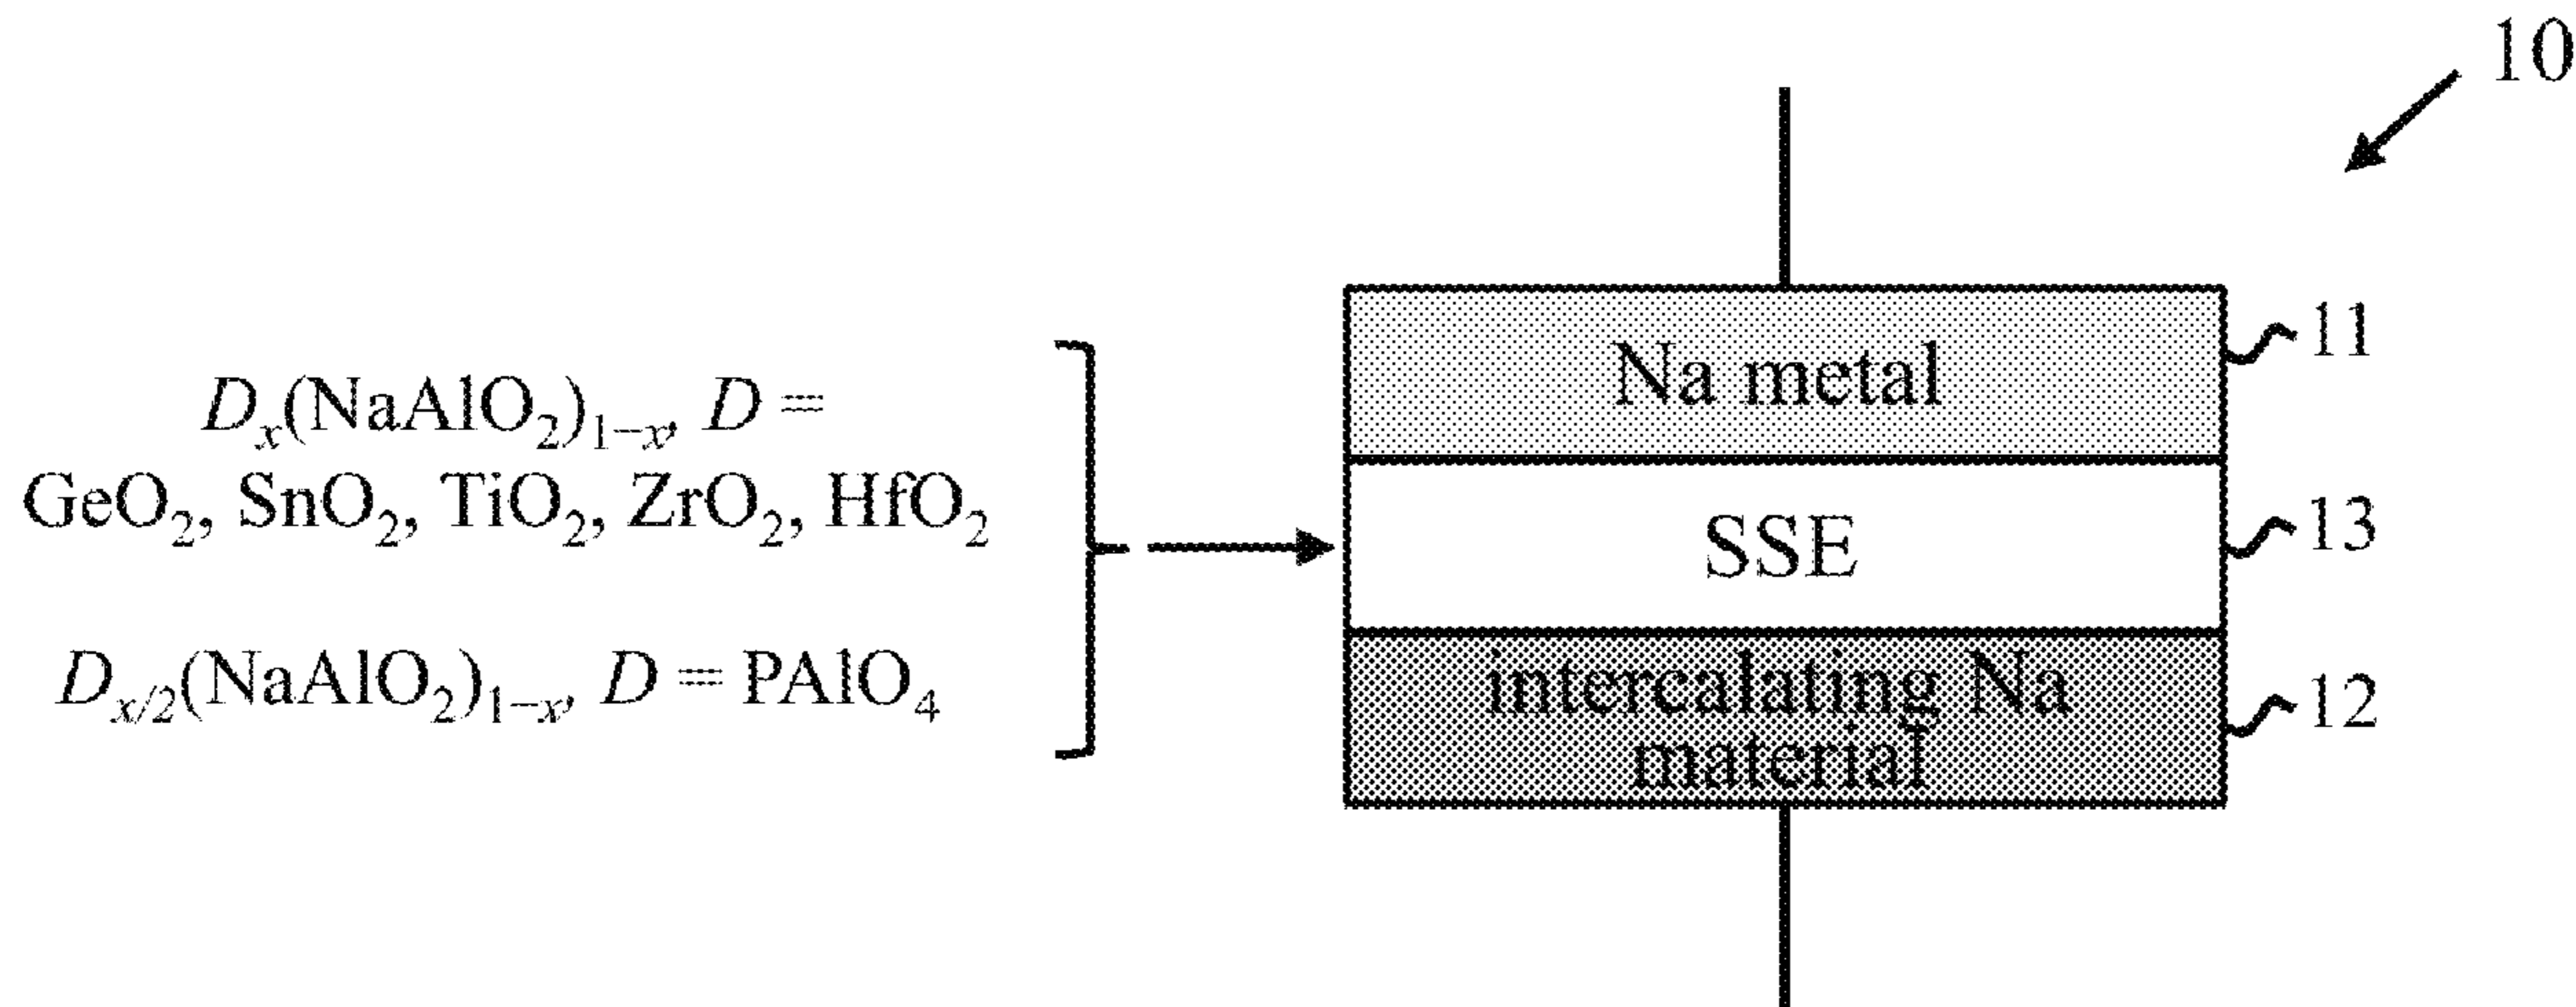 10
Dₓ(NaAlO₂)₁₋ₓ, D =
GeO₂, SnO₂, TiO₂, ZrO₂, HfO₂
Dₓ/₂(NaAlO₂)₁₋ₓ, D = PAlO₄
Na metal
11
SSE
13
intercalating Na
material
12